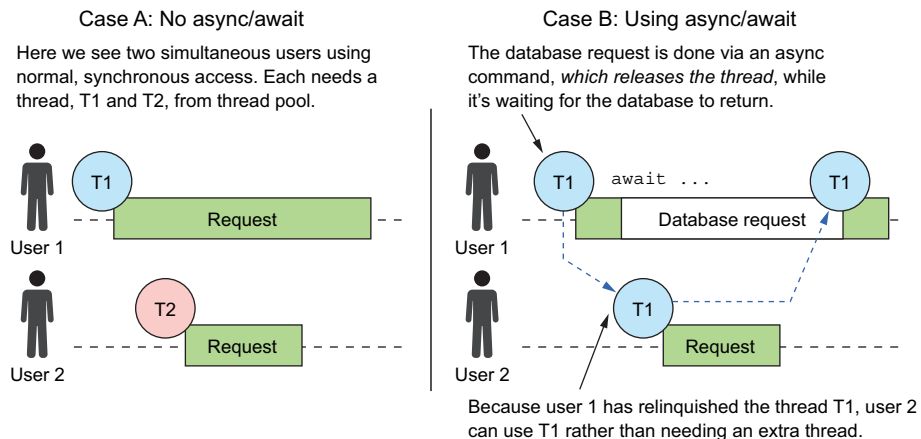 Case A: No async/await
Here we see two simultaneous users using
normal, synchronous access. Each needs a
thread, T1 and T2, from thread pool.
T1
Request
User 1
T2
Request
User 2
Case B: Using async/await
The database request is done via an async
command, which releases the thread, while
it’s waiting for the database to return.
T1
await ...
T1
Database request
User 1
T1
Request
User 2
Because user 1 has relinquished the thread T1, user 2
can use T1 rather than needing an extra thread.